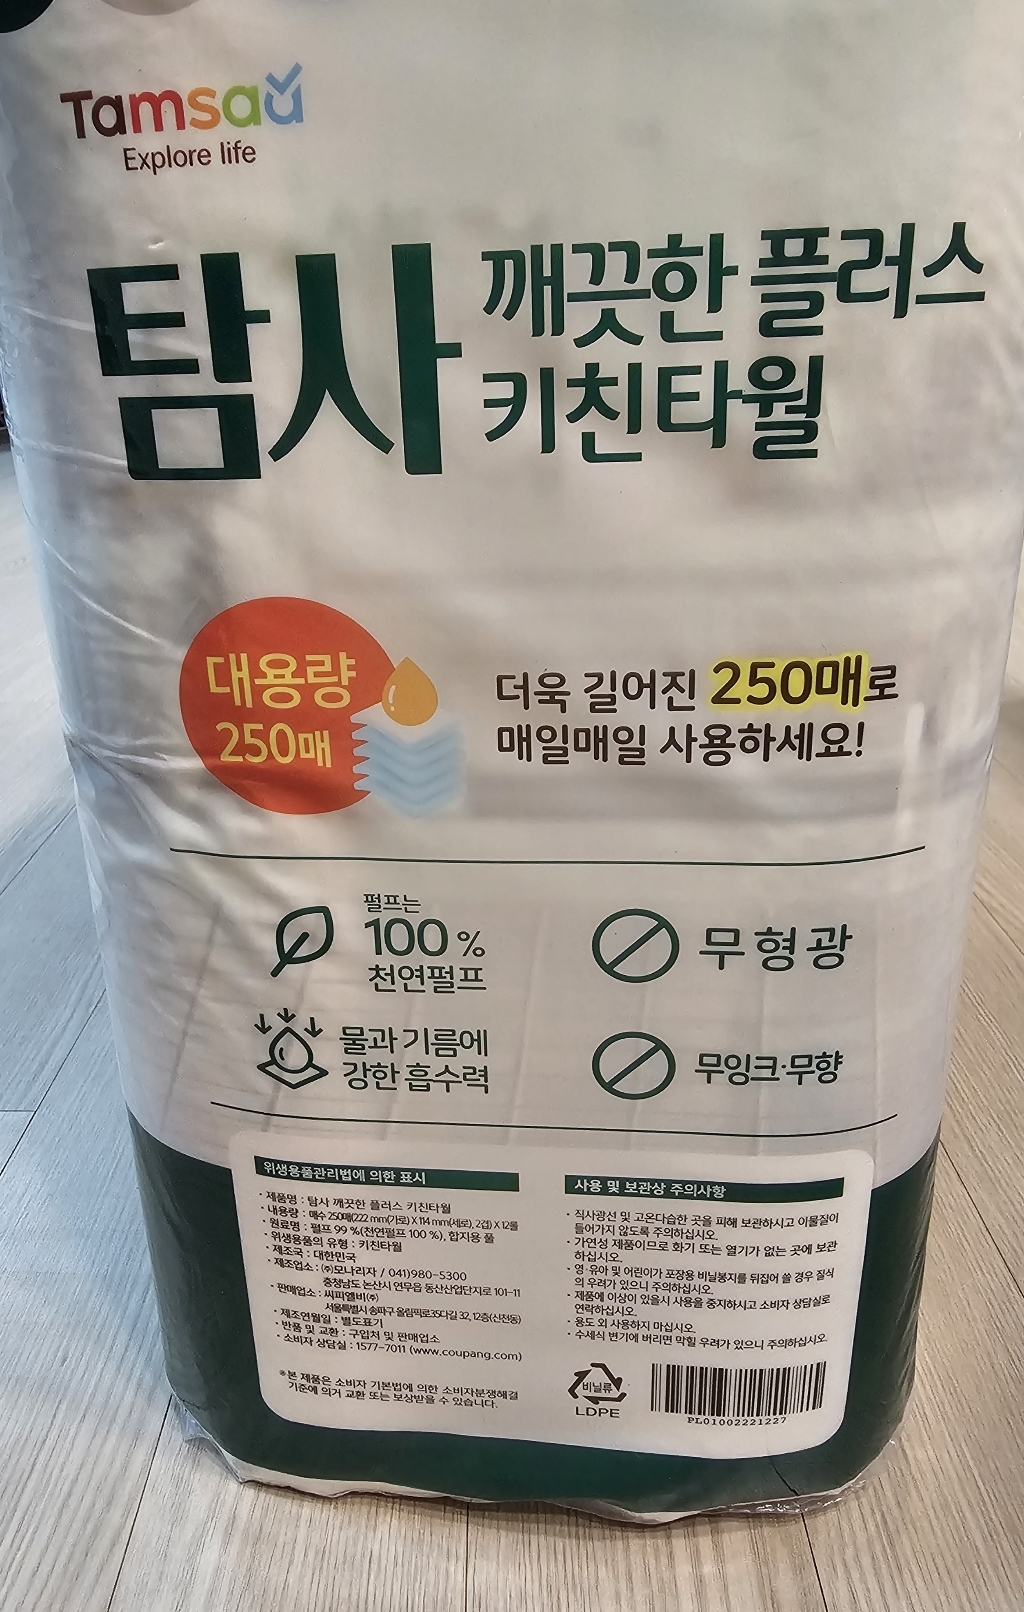 Tamsaa
Explore life
탐사
깨끗한 플러스
키친타월
대용량
250매
더욱 길어진 250매로
매일매일 사용하세요!
펄프는
100 %
천연펄프
무형광
물과 기름에
강한 흡수력
무잉크·무향
위생용품관리법에 의한 표시
· 제품명 : 탐사 깨끗한 플러스 키친타월
· 내용량 : 매수 250매(222 mm(가로) X 114 mm(세로), 2겹) X 12롤
· 원료명 : 펄프 99 %(천연펄프 100 %), 합지용 풀
· 위생용품의 유형 : 키친타월
· 제조국 : 대한민국
· 제조업소 : ㈜모나리자 / 041)980-5300
충청남도 논산시 연무읍 동산산업단지로 101-11
· 판매업소 : 씨피엘비㈜
서울특별시 송파구 올림픽로35다길 32, 12층(신천동)
· 제조연월일 : 별도표기
· 반품 및 교환 : 구입처 및 판매업소
· 소비자 상담실 : 1577-7011 (www.coupang.com)
※본 제품은 소비자 기본법에 의한 소비자분쟁해결
기준에 의거 교환 또는 보상받을 수 있습니다.
사용 및 보관상 주의사항
· 직사광선 및 고온다습한 곳을 피해 보관하시고 이물질이
들어가지 않도록 주의하십시오.
· 가연성 제품이므로 화기 또는 열기가 없는 곳에 보관
하십시오.
· 영·유아 및 어린이가 포장용 비닐봉지를 뒤집어 쓸 경우 질식
의 우려가 있으니 주의하십시오.
· 제품에 이상이 있을시 사용을 중지하시고 소비자 상담실로
연락하십시오.
· 용도 외 사용하지 마십시오.
· 수세식 변기에 버리면 막힐 우려가 있으니 주의하십시오.
비닐류
LDPE
PL01002221227